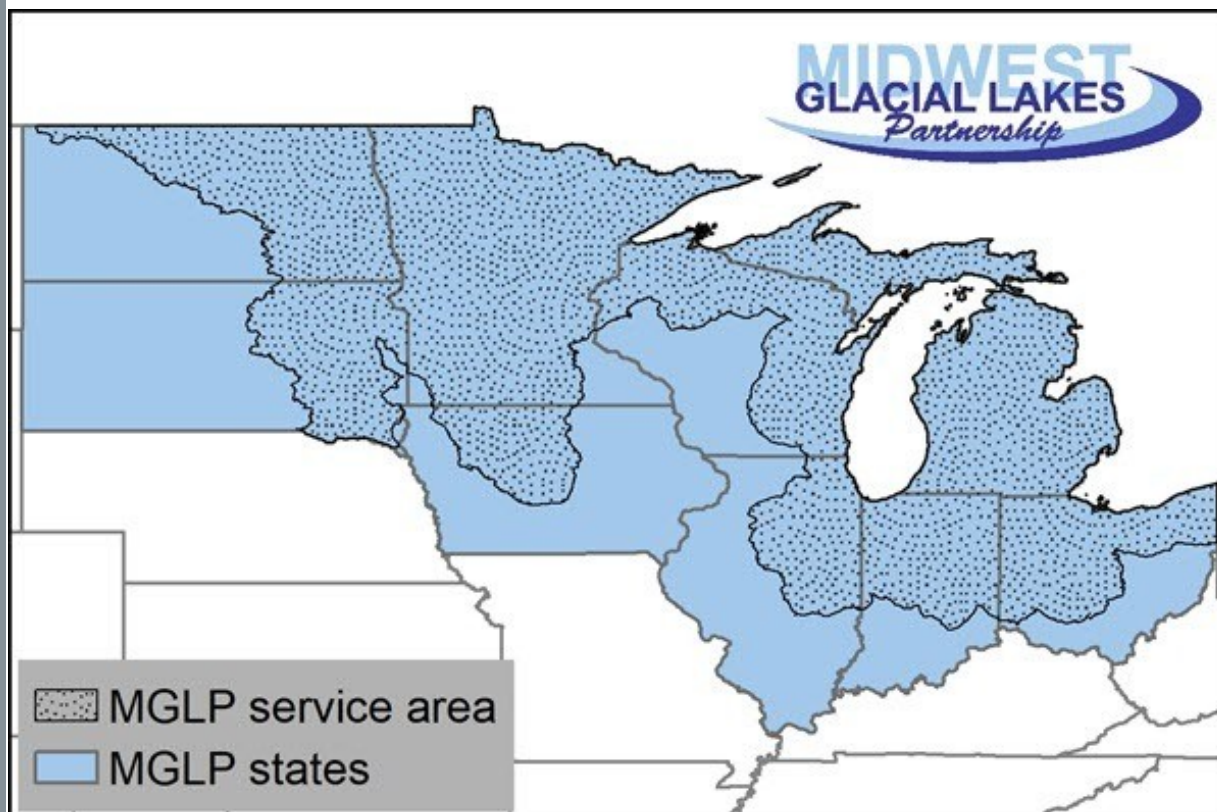 MIDWEST
GLACIAL LAKES
Partnership
MGLP service area
MGLP states